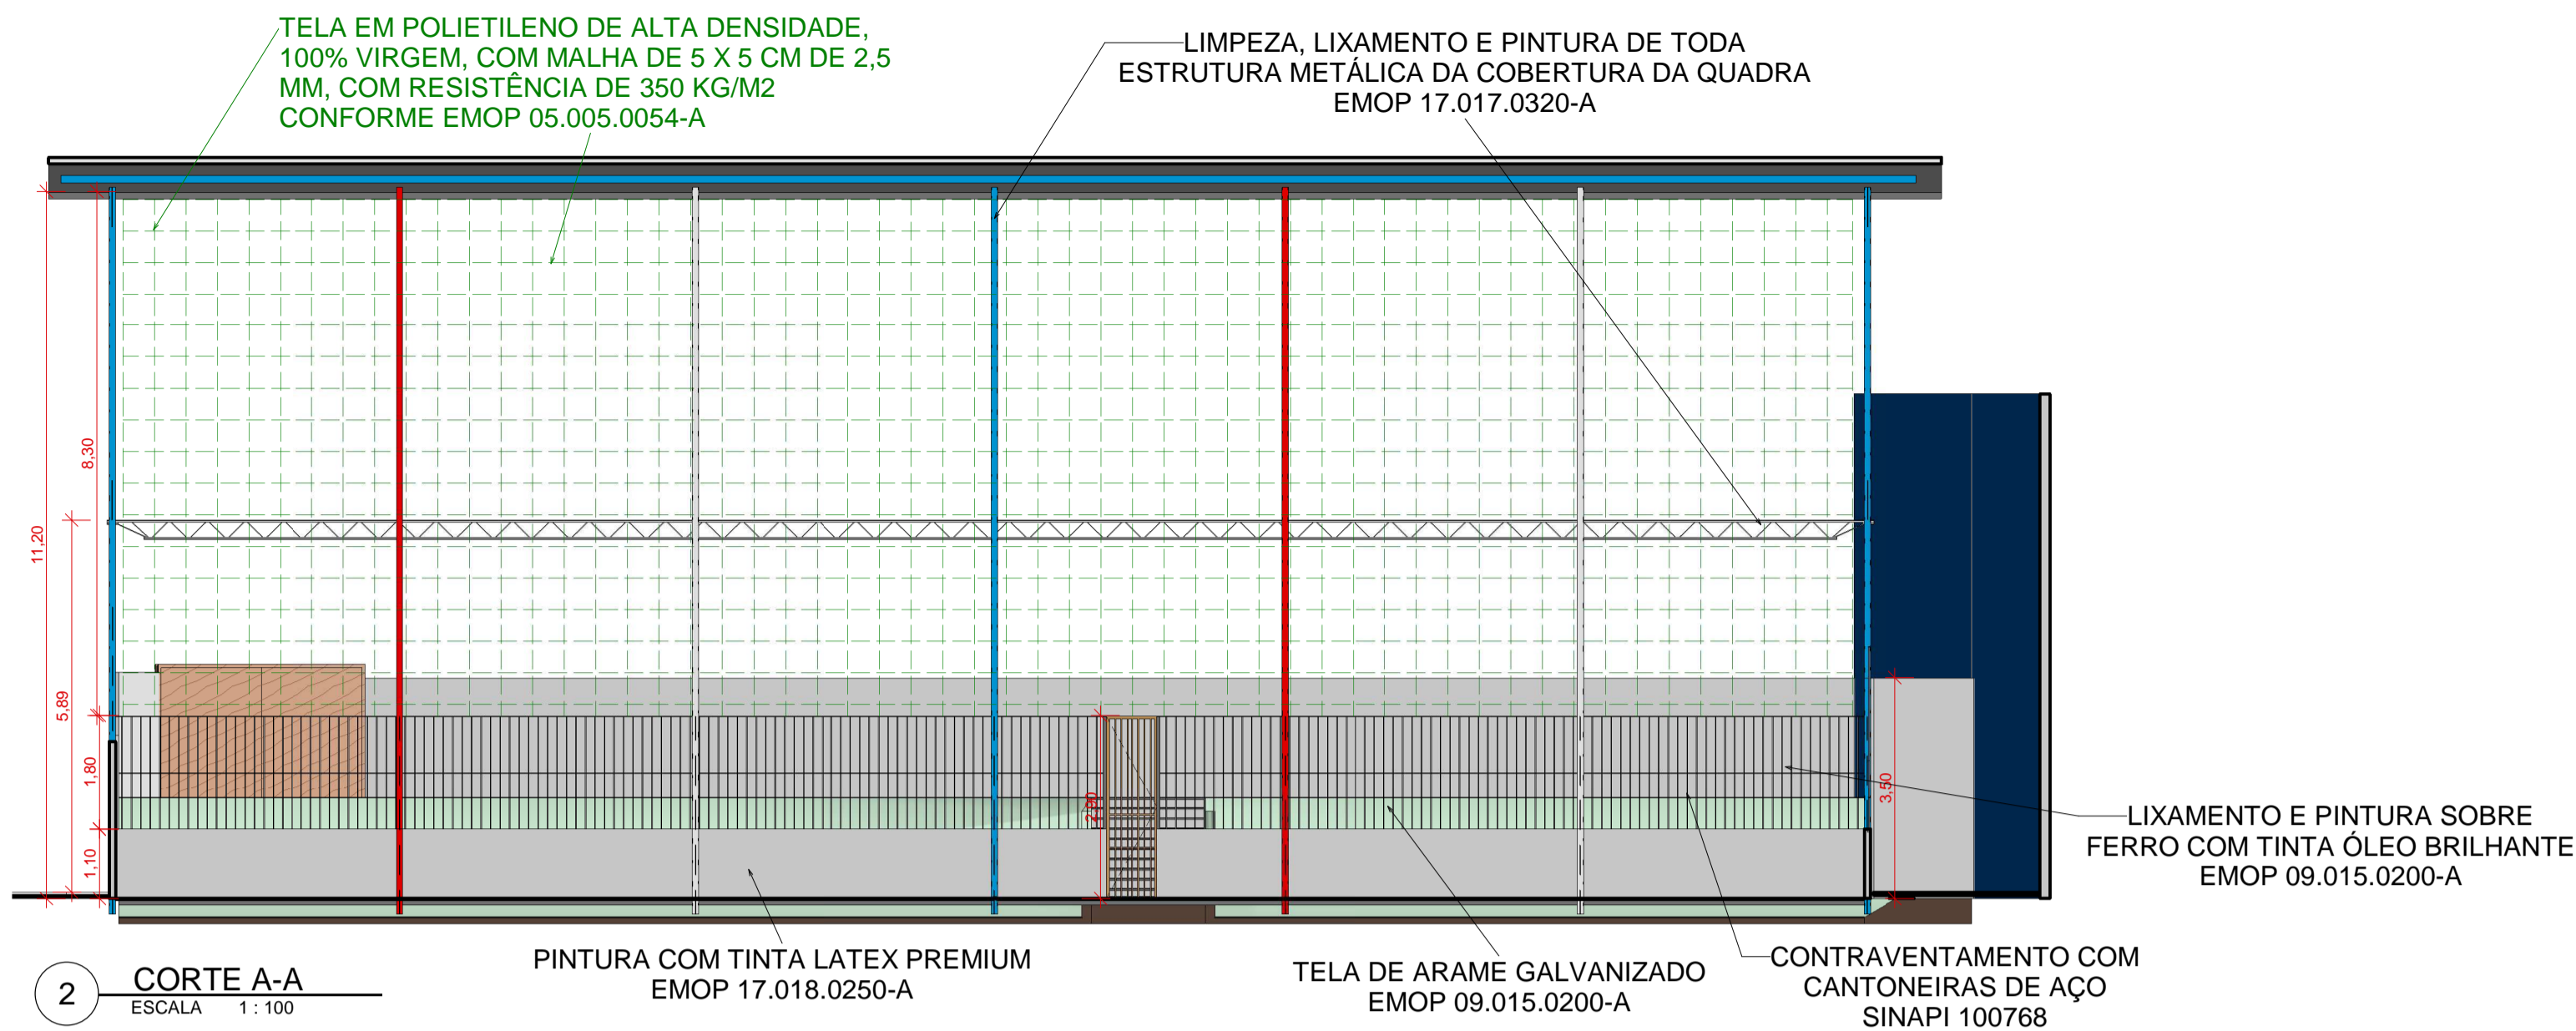 TELA EM POLIETILENO DE ALTA DENSIDADE,
100% VIRGEM, COM MALHA DE 5 X 5 CM DE 2,5
MM, COM RESISTÊNCIA DE 350 KG/M2
CONFORME EMOP 05.005.0054-A
LIMPEZA, LIXAMENTO E PINTURA DE TODA
ESTRUTURA METÁLICA DA COBERTURA DA QUADRA
EMOP 17.017.0320-A
8,30
11,20
5,89
1,80
1,10
2,90
3,50
LIXAMENTO E PINTURA SOBRE
FERRO COM TINTA ÓLEO BRILHANTE
EMOP 09.015.0200-A
PINTURA COM TINTA LATEX PREMIUM
EMOP 17.018.0250-A
TELA DE ARAME GALVANIZADO
EMOP 09.015.0200-A
CONTRAVENTAMENTO COM
CANTONEIRAS DE AÇO
SINAPI 100768
2
CORTE A-A
ESCALA 1 : 100